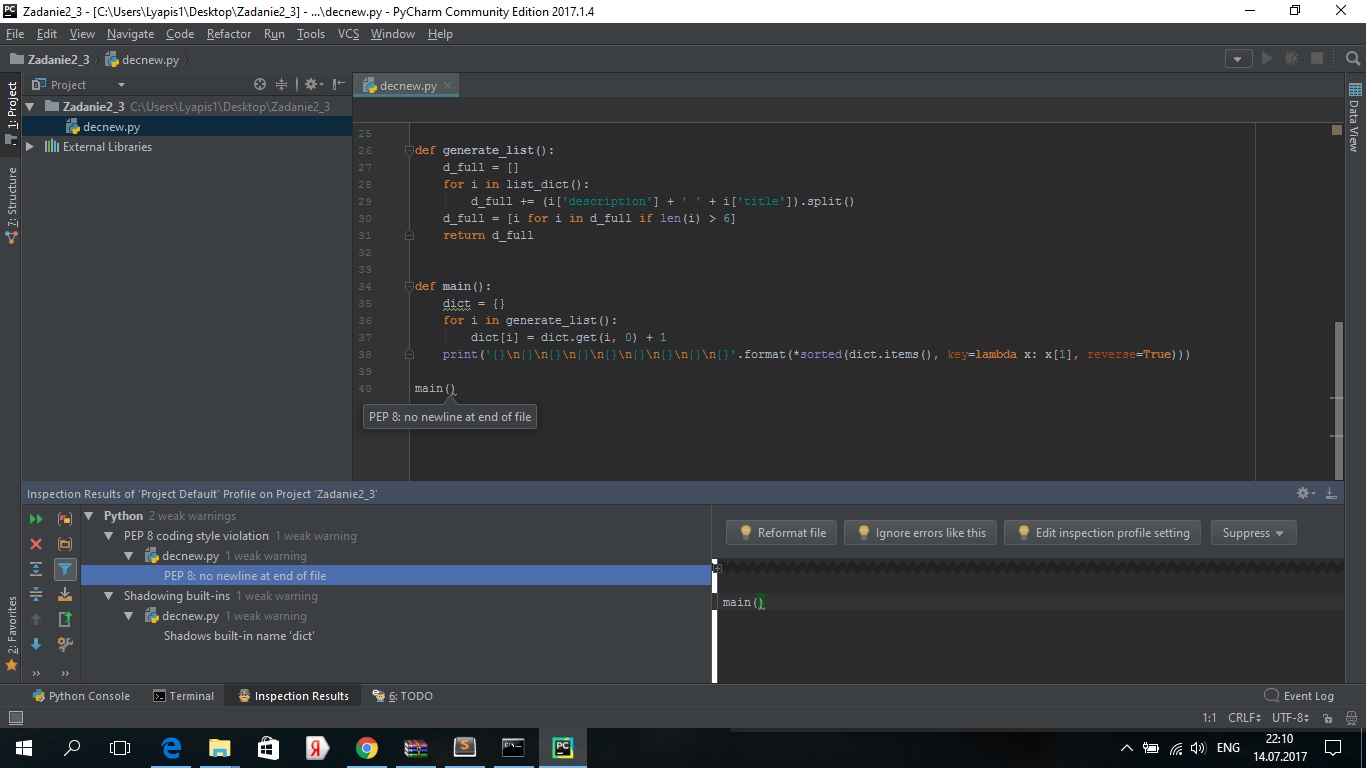 Zadanie2_3 - [C:\Users\Lyapis1\Desktop\Zadanie2_3] - ...\decnew.py - PyCharm Community Edition 2017.1.4
File Edit View Navigate Code Refactor Run Tools VCS Window Help
Zadanie2_3 decnew.py
Project
decnew.py
Zadanie2_3 C:\Users\Lyapis1\Desktop\Zadanie2_3
decnew.py
External Libraries
1: Project
7: Structure
2: Favorites
Data View
25
26 def generate_list():
27 d_full = []
28 for i in list_dict():
29 d_full += (i['description'] + ' ' + i['title']).split()
30 d_full = [i for i in d_full if len(i) > 6]
31 return d_full
32
33
34 def main():
35 dict = {}
36 for i in generate_list():
37 dict[i] = dict.get(i, 0) + 1
38 print('{}\n{}\n{}\n{}\n{}\n{}\n{}\n{}\n{}'.format(*sorted(dict.items(), key=lambda x: x[1], reverse=True)))
39
40 main()
PEP 8: no newline at end of file
Inspection Results of 'Project Default' Profile on Project 'Zadanie2_3'
Python 2 weak warnings
PEP 8 coding style violation 1 weak warning
decnew.py 1 weak warning
PEP 8: no newline at end of file
Shadowing built-ins 1 weak warning
decnew.py 1 weak warning
Shadows built-in name 'dict'
Reformat file Ignore errors like this Edit inspection profile setting Suppress
main()
Python Console Terminal Inspection Results 6: TODO Event Log
1:1 CRLF UTF-8
ENG
22:10
14.07.2017